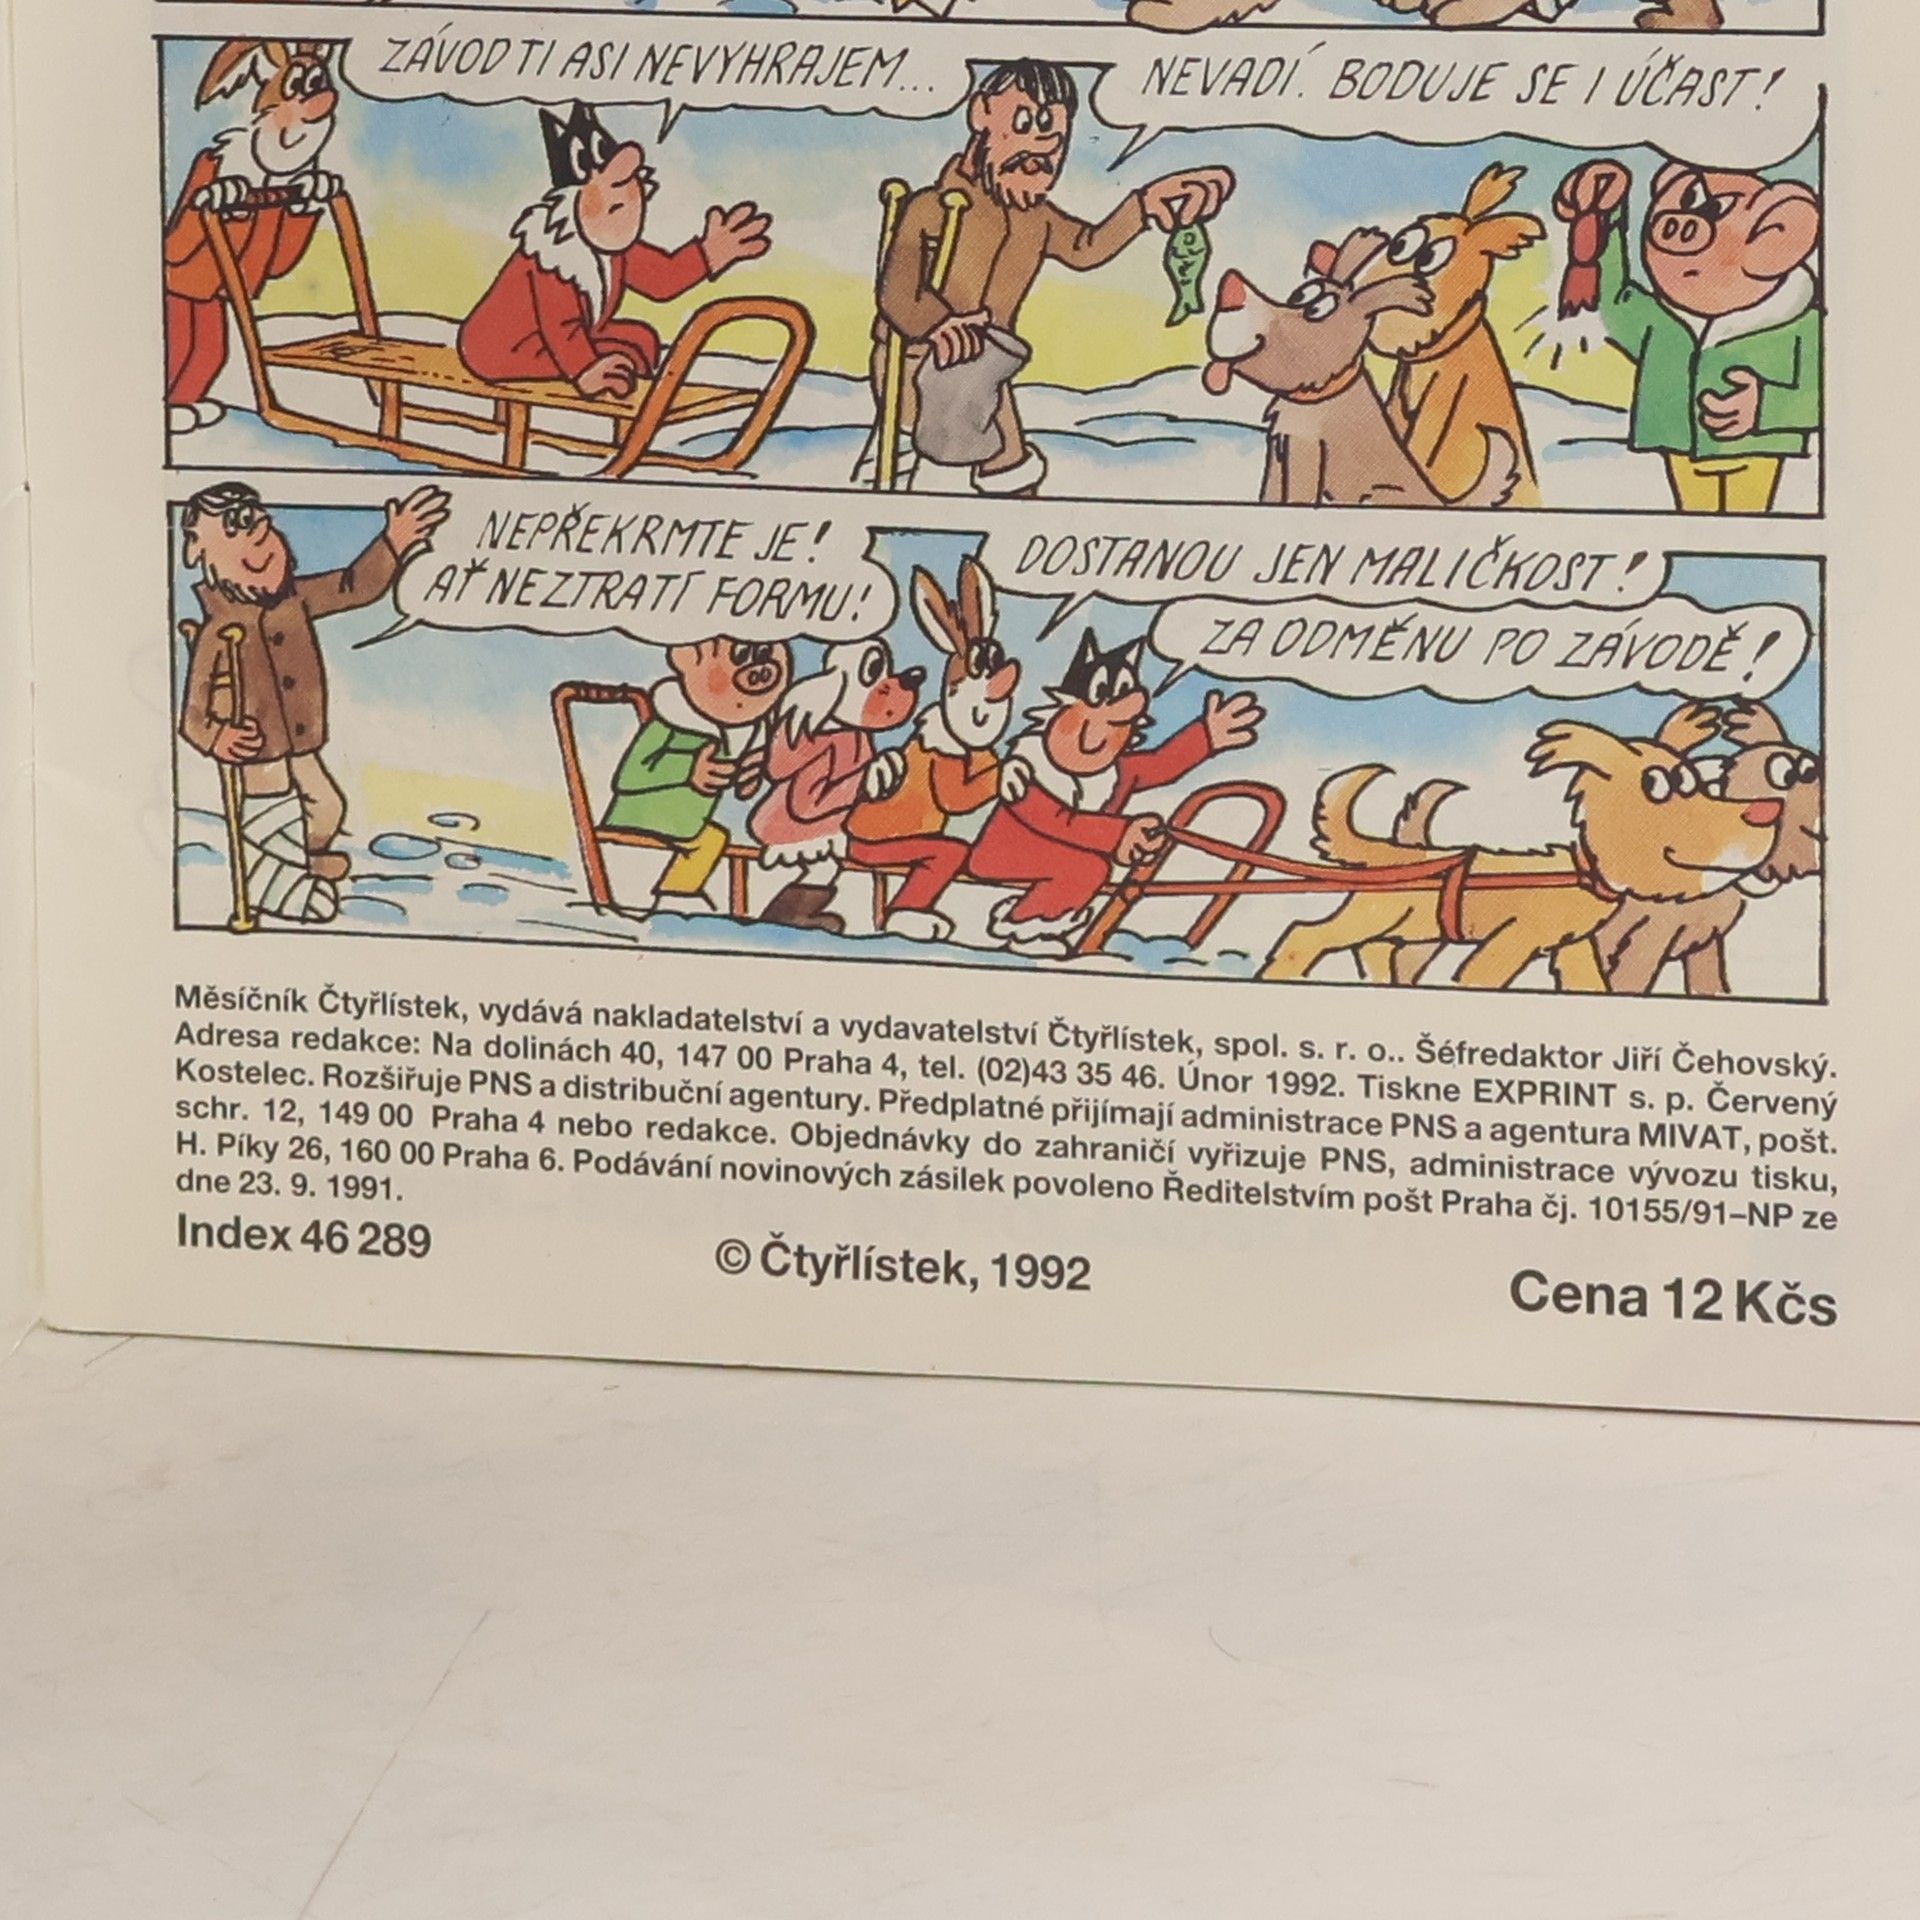 ZÁVOD TI ASI NEVYHRAJEM...
NEVADÍ. BODUJE SE I ÚČAST!
NEPŘEKRMTE JE!
AŤ NEZTRATÍ FORMU!
DOSTANOU JEN MALIČKOST!
ZA ODMĚNU PO ZÁVODĚ!
Měsíčník Čtyřlístek, vydává nakladatelství a vydavatelství Čtyřlístek, spol. s. r. o.. Šéfredaktor Jiří Čehovský.
Adresa redakce: Na dolinách 40, 147 00 Praha 4, tel. (02)43 35 46. Únor 1992. Tiskne EXPRINT s. p. Červený
Kostelec. Rozšiřuje PNS a distribuční agentury. Předplatné přijímají administrace PNS a agentura MIVAT, pošt.
schr. 12, 149 00 Praha 4 nebo redakce. Objednávky do zahraničí vyřizuje PNS, administrace vývozu tisku,
H. Píky 26, 160 00 Praha 6. Podávání novinových zásilek povoleno Ředitelstvím pošt Praha čj. 10155/91–NP ze
dne 23. 9. 1991.
Index 46 289
© Čtyřlístek, 1992
Cena 12 Kčs